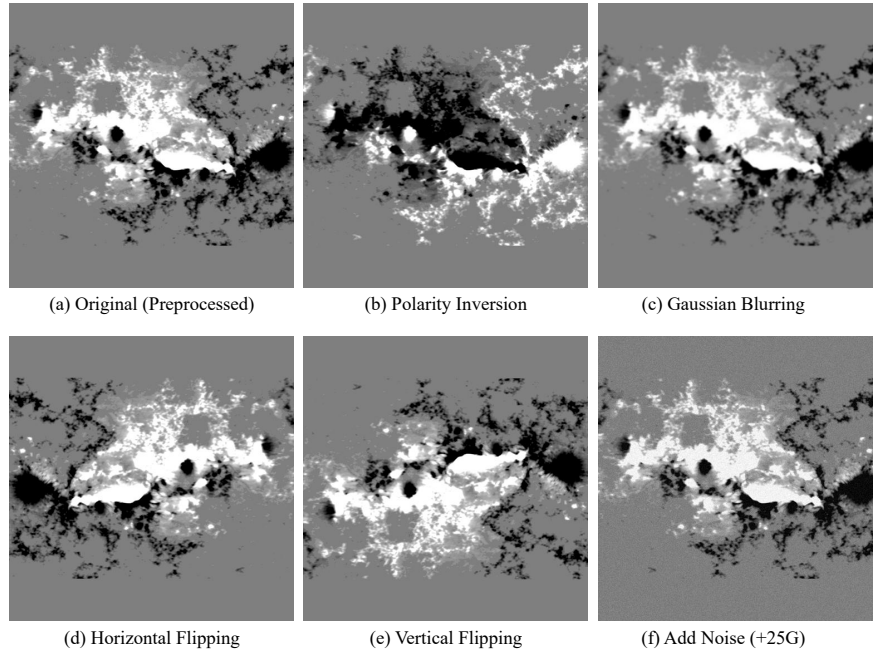 (a) Original (Preprocessed)
(b) Polarity Inversion
(c) Gaussian Blurring
(d) Horizontal Flipping
(e) Vertical Flipping
(f) Add Noise (+25G)